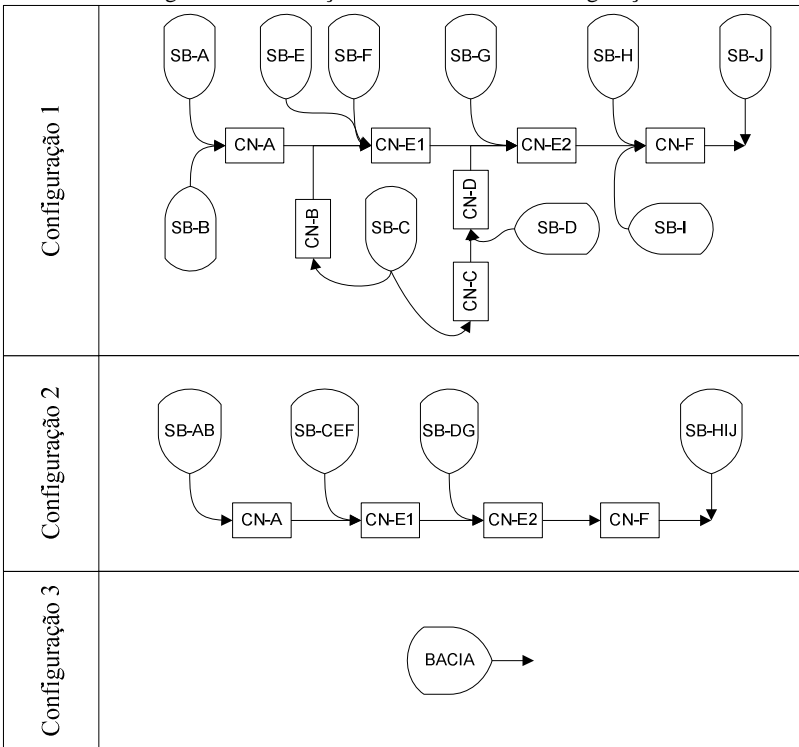 Configuração 1
SB-A
SB-E
SB-F
SB-G
SB-H
SB-J
CN-A
CN-E1
CN-E2
CN-F
SB-B
CN-B
SB-C
CN-D
SB-D
SB-I
CN-C
Configuração 2
SB-AB
SB-CEF
SB-DG
SB-HIJ
CN-A
CN-E1
CN-E2
CN-F
Configuração 3
BACIA